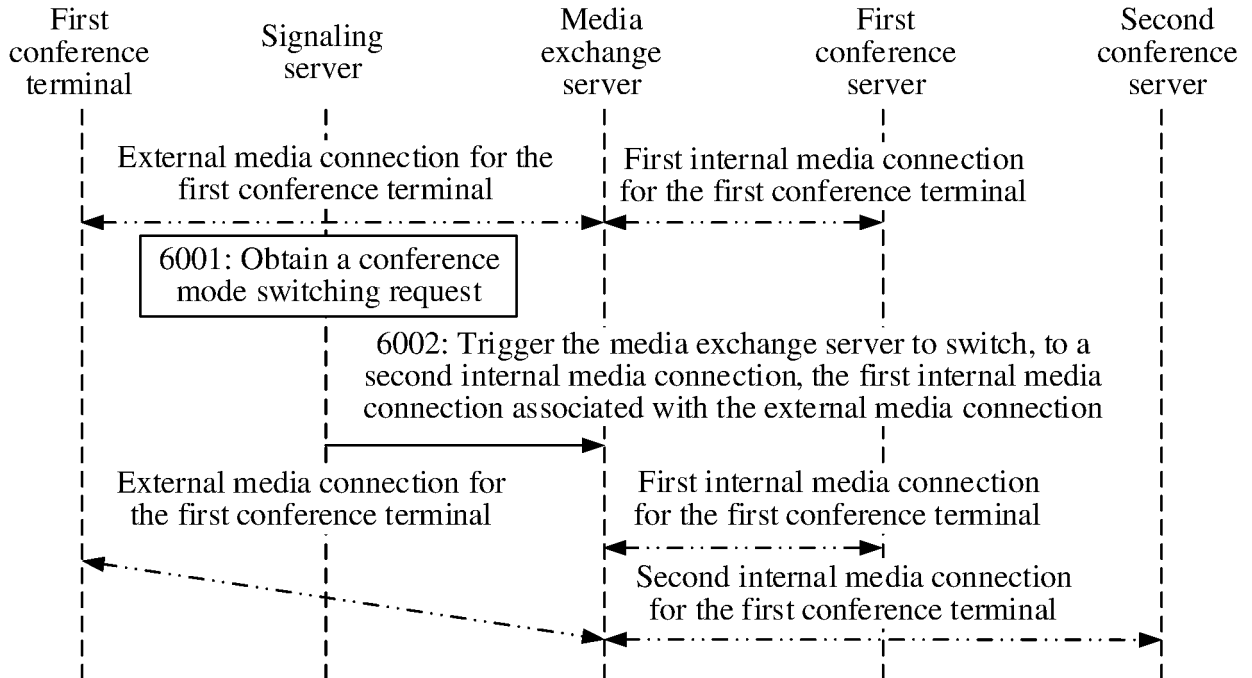 First
conference
terminal
Signaling
server
Media
exchange
server
First
conference
server
Second
conference
server
External media connection for the
first conference terminal
First internal media connection
for the first conference terminal
6001: Obtain a conference
mode switching request
6002: Trigger the media exchange server to switch, to a
second internal media connection, the first internal media
connection associated with the external media connection
External media connection for
the first conference terminal
First internal media connection
for the first conference terminal
Second internal media connection
for the first conference terminal